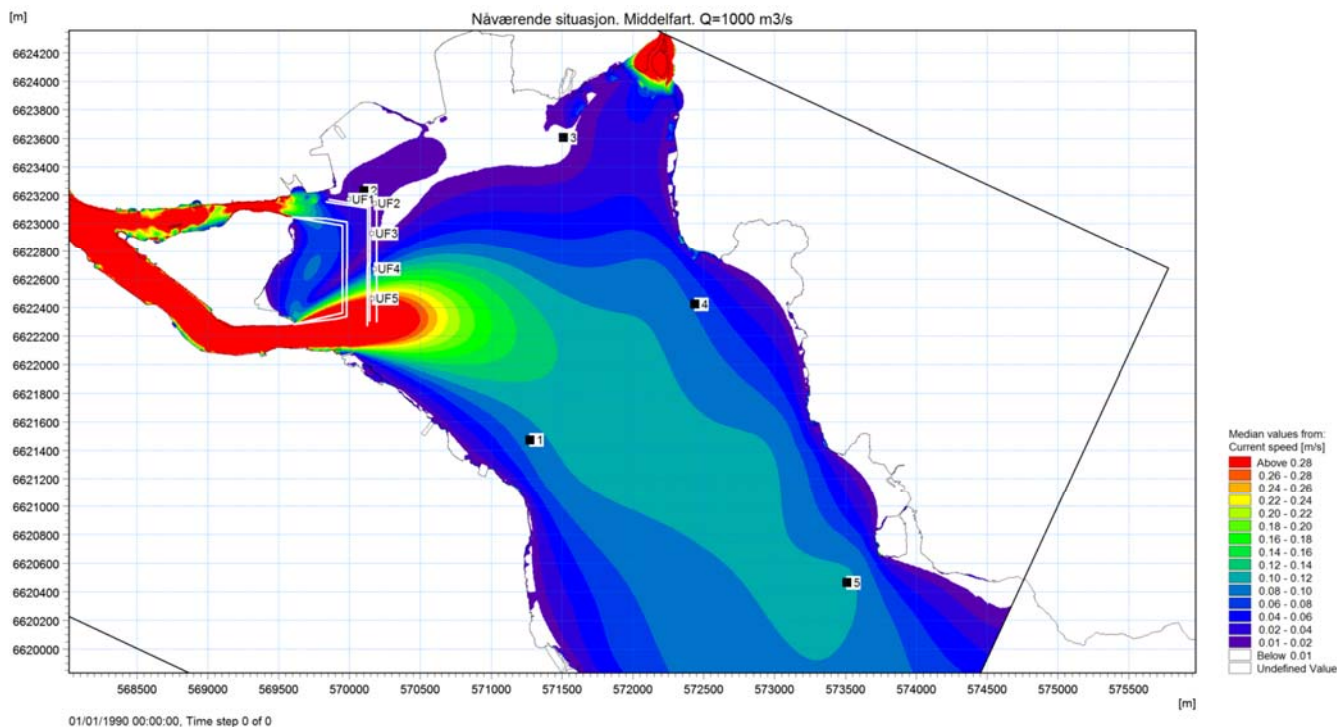 Nåværende situasjon. Middelfart. Q=1000 m3/s
[m]
6624200
6624000
6623800
6623600
6623400
6623200
6623000
6622800
6622600
6622400
6622200
6622000
6621800
6621600
6621400
6621200
6621000
6620800
6620600
6620400
6620200
6620000
3
2
UF1
UF2
UF3
UF4
UF5
4
1
5
568500 569000 569500 570000 570500 571000 571500 572000 572500 573000 573500 574000 574500 575000 575500
[m]
Median values from:
Current speed [m/s]
Above 0.28
0.26 - 0.28
0.24 - 0.26
0.22 - 0.24
0.20 - 0.22
0.18 - 0.20
0.16 - 0.18
0.14 - 0.16
0.12 - 0.14
0.10 - 0.12
0.08 - 0.10
0.06 - 0.08
0.04 - 0.06
0.02 - 0.04
0.01 - 0.02
Below 0.01
Undefined Value
01/01/1990 00:00:00, Time step 0 of 0